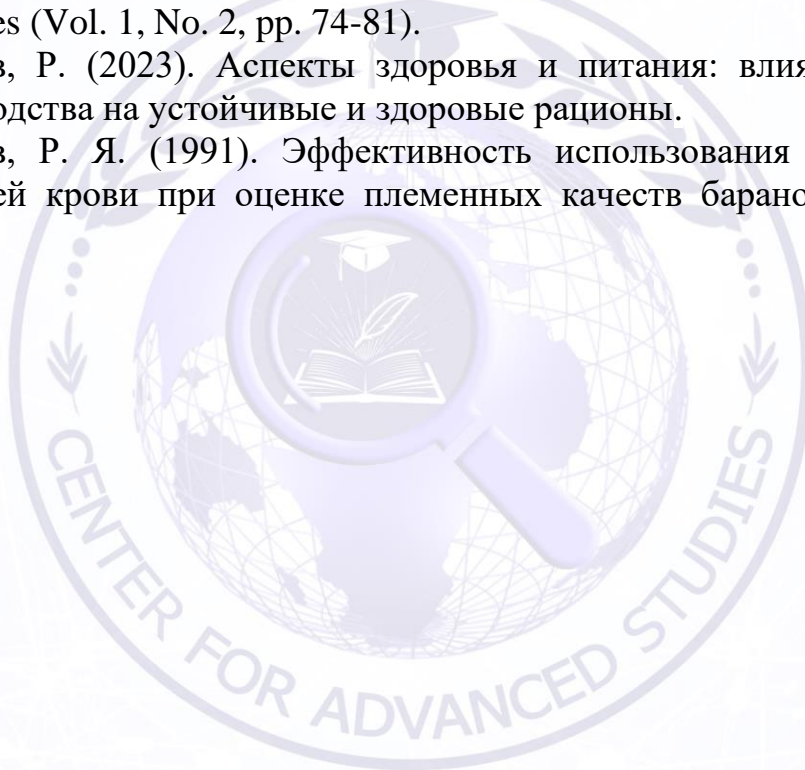 es (Vol. 1, No. 2, pp. 74-81).
в, Р. (2023). Аспекты здоровья и питания: влия
одства на устойчивые и здоровые рационы.
в, Р. Я. (1991). Эффективность использования
ей крови при оценке племенных качеств барано
CENTER FOR ADVANCED STUDIES